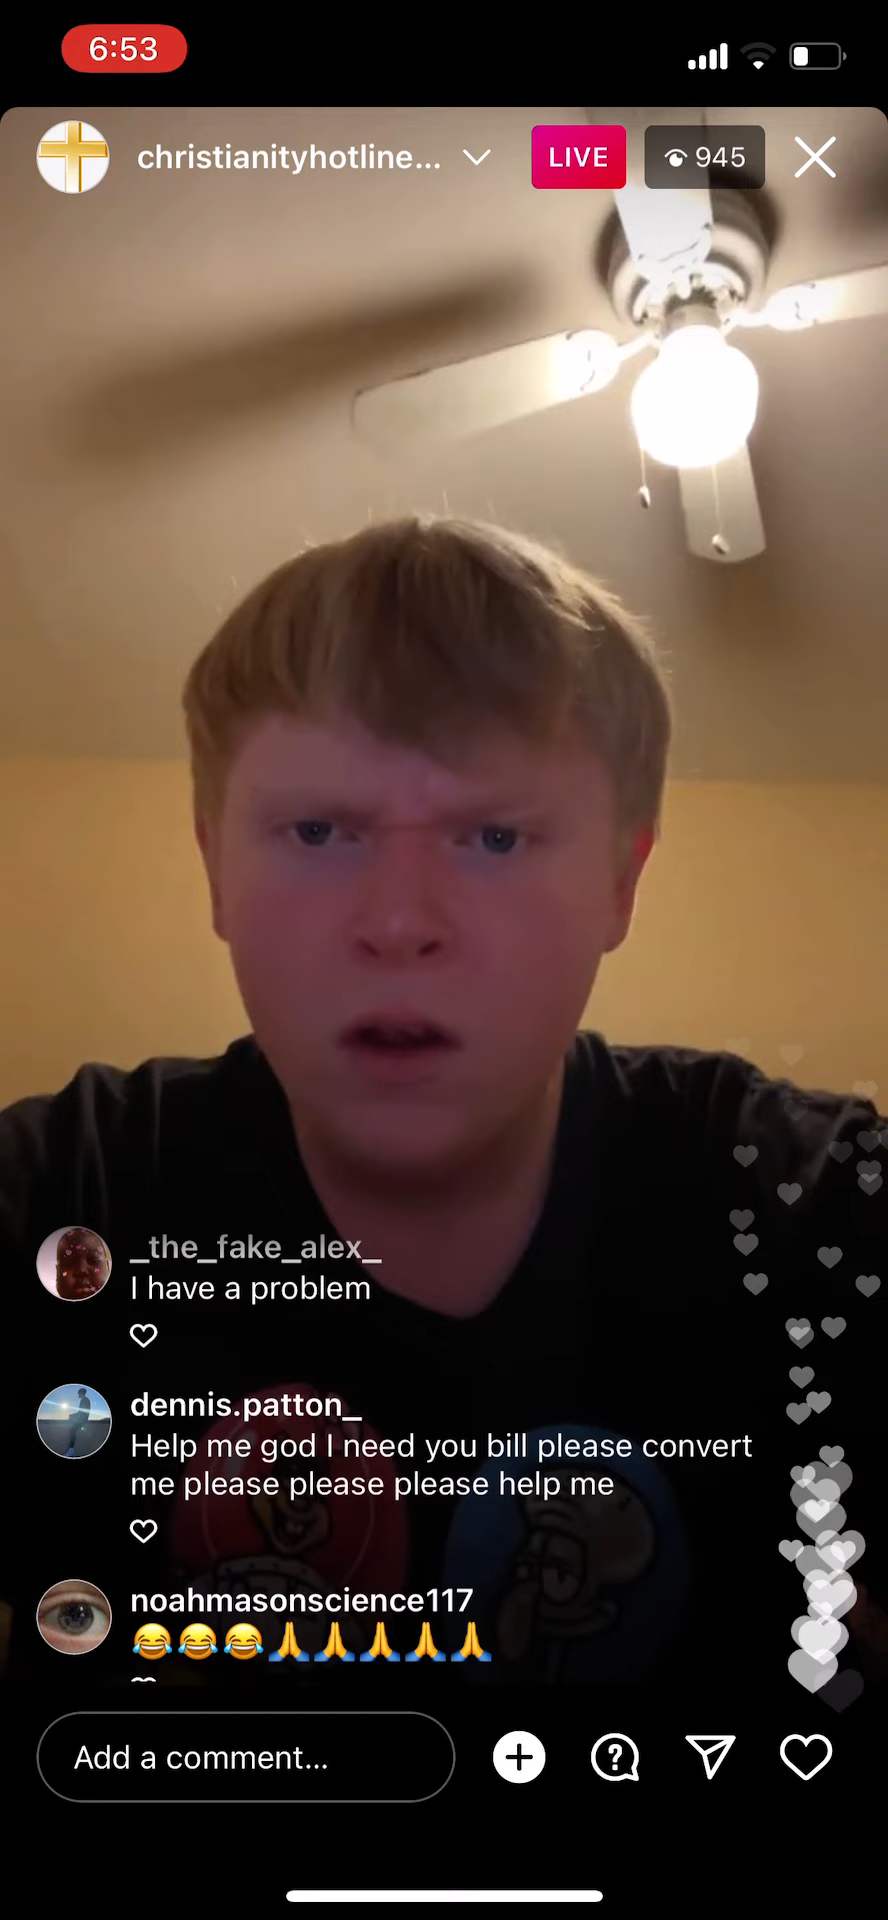 6:53
christianityhotline...
LIVE
945
_the_fake_alex_
I have a problem
dennis.patton_
Help me god I need you bill please convert
me please please please help me
noahmasonscience117
😂😂😂🙏🙏🙏🙏🙏
Add a comment...